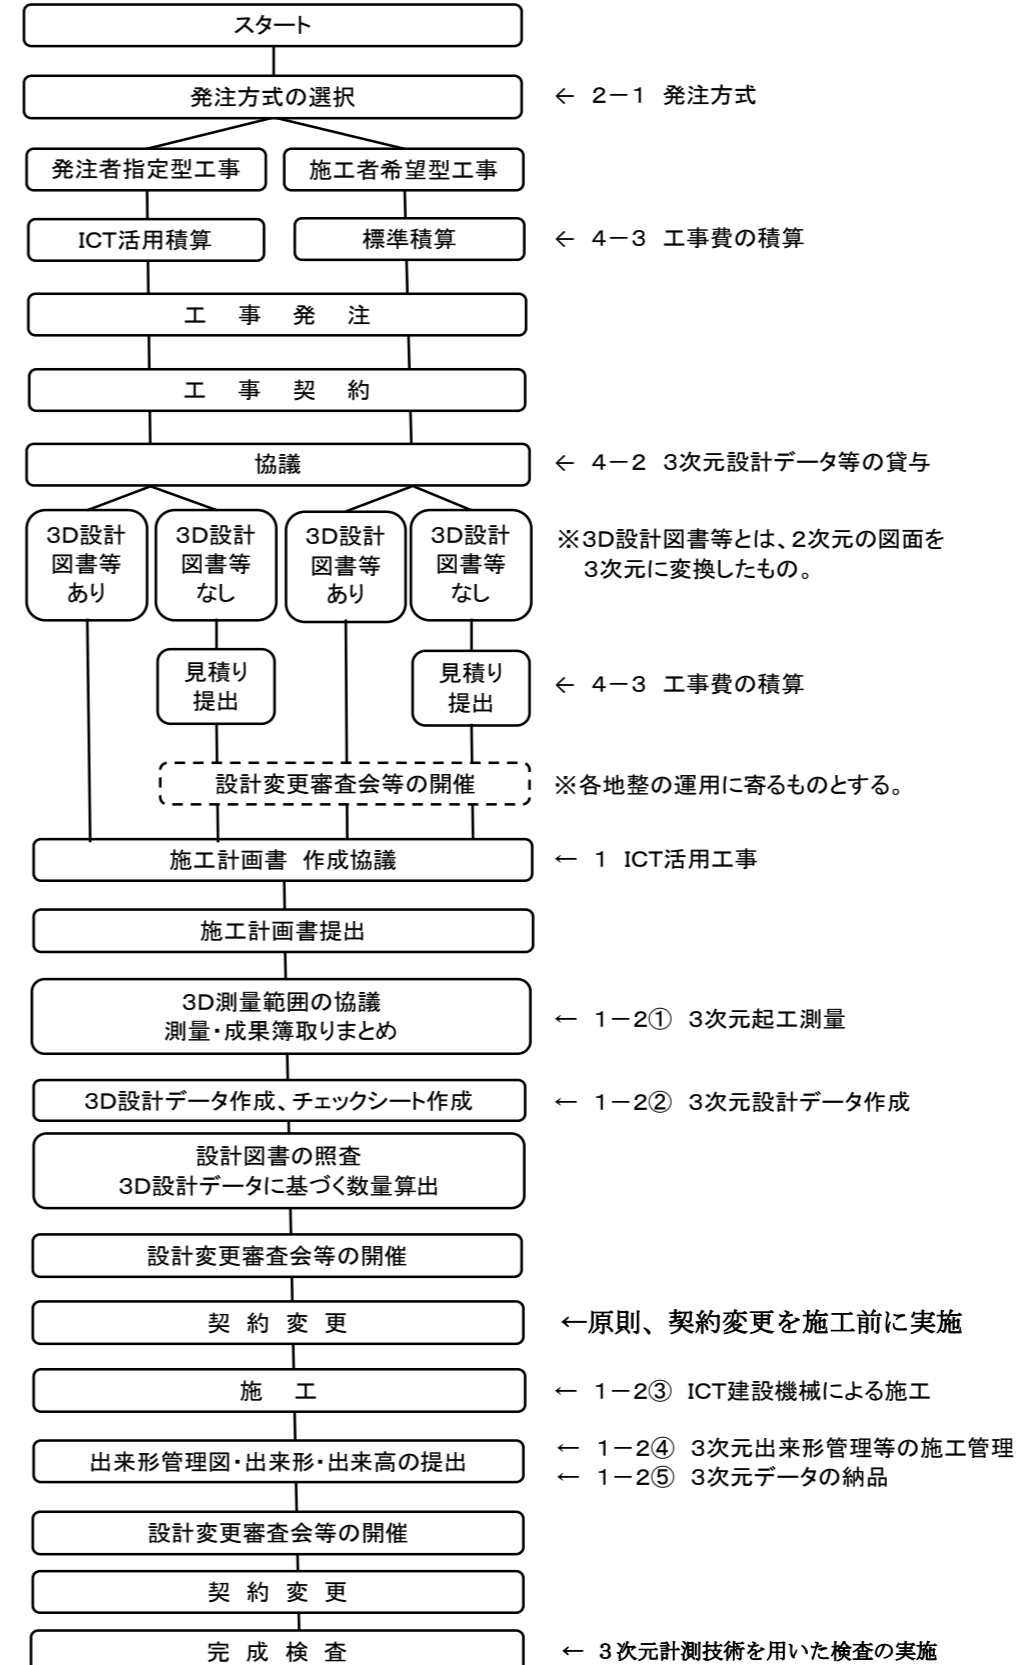 スタート
発注方式の選択
← 2－1 発注方式
発注者指定型工事
施工者希望型工事
ICT活用積算
標準積算
← 4－3 工事費の積算
工 事 発 注
工 事 契 約
協議
← 4－2 3次元設計データ等の貸与
3D設計
図書等
あり
3D設計
図書等
なし
3D設計
図書等
あり
3D設計
図書等
なし
※3D設計図書等とは、2次元の図面を
3次元に変換したもの。
見積り
提出
見積り
提出
← 4－3 工事費の積算
設計変更審査会等の開催
※各地整の運用に寄るものとする。
施工計画書 作成協議
← 1 ICT活用工事
施工計画書提出
3D測量範囲の協議
測量・成果簿取りまとめ
← 1－2① 3次元起工測量
3D設計データ作成、チェックシート作成
← 1－2② 3次元設計データ作成
設計図書の照査
3D設計データに基づく数量算出
設計変更審査会等の開催
契 約 変 更
←原則、契約変更を施工前に実施
施 工
← 1－2③ ICT建設機械による施工
出来形管理図・出来形・出来高の提出
← 1－2④ 3次元出来形管理等の施工管理
← 1－2⑤ 3次元データの納品
設計変更審査会等の開催
契 約 変 更
完 成 検 査
← 3次元計測技術を用いた検査の実施